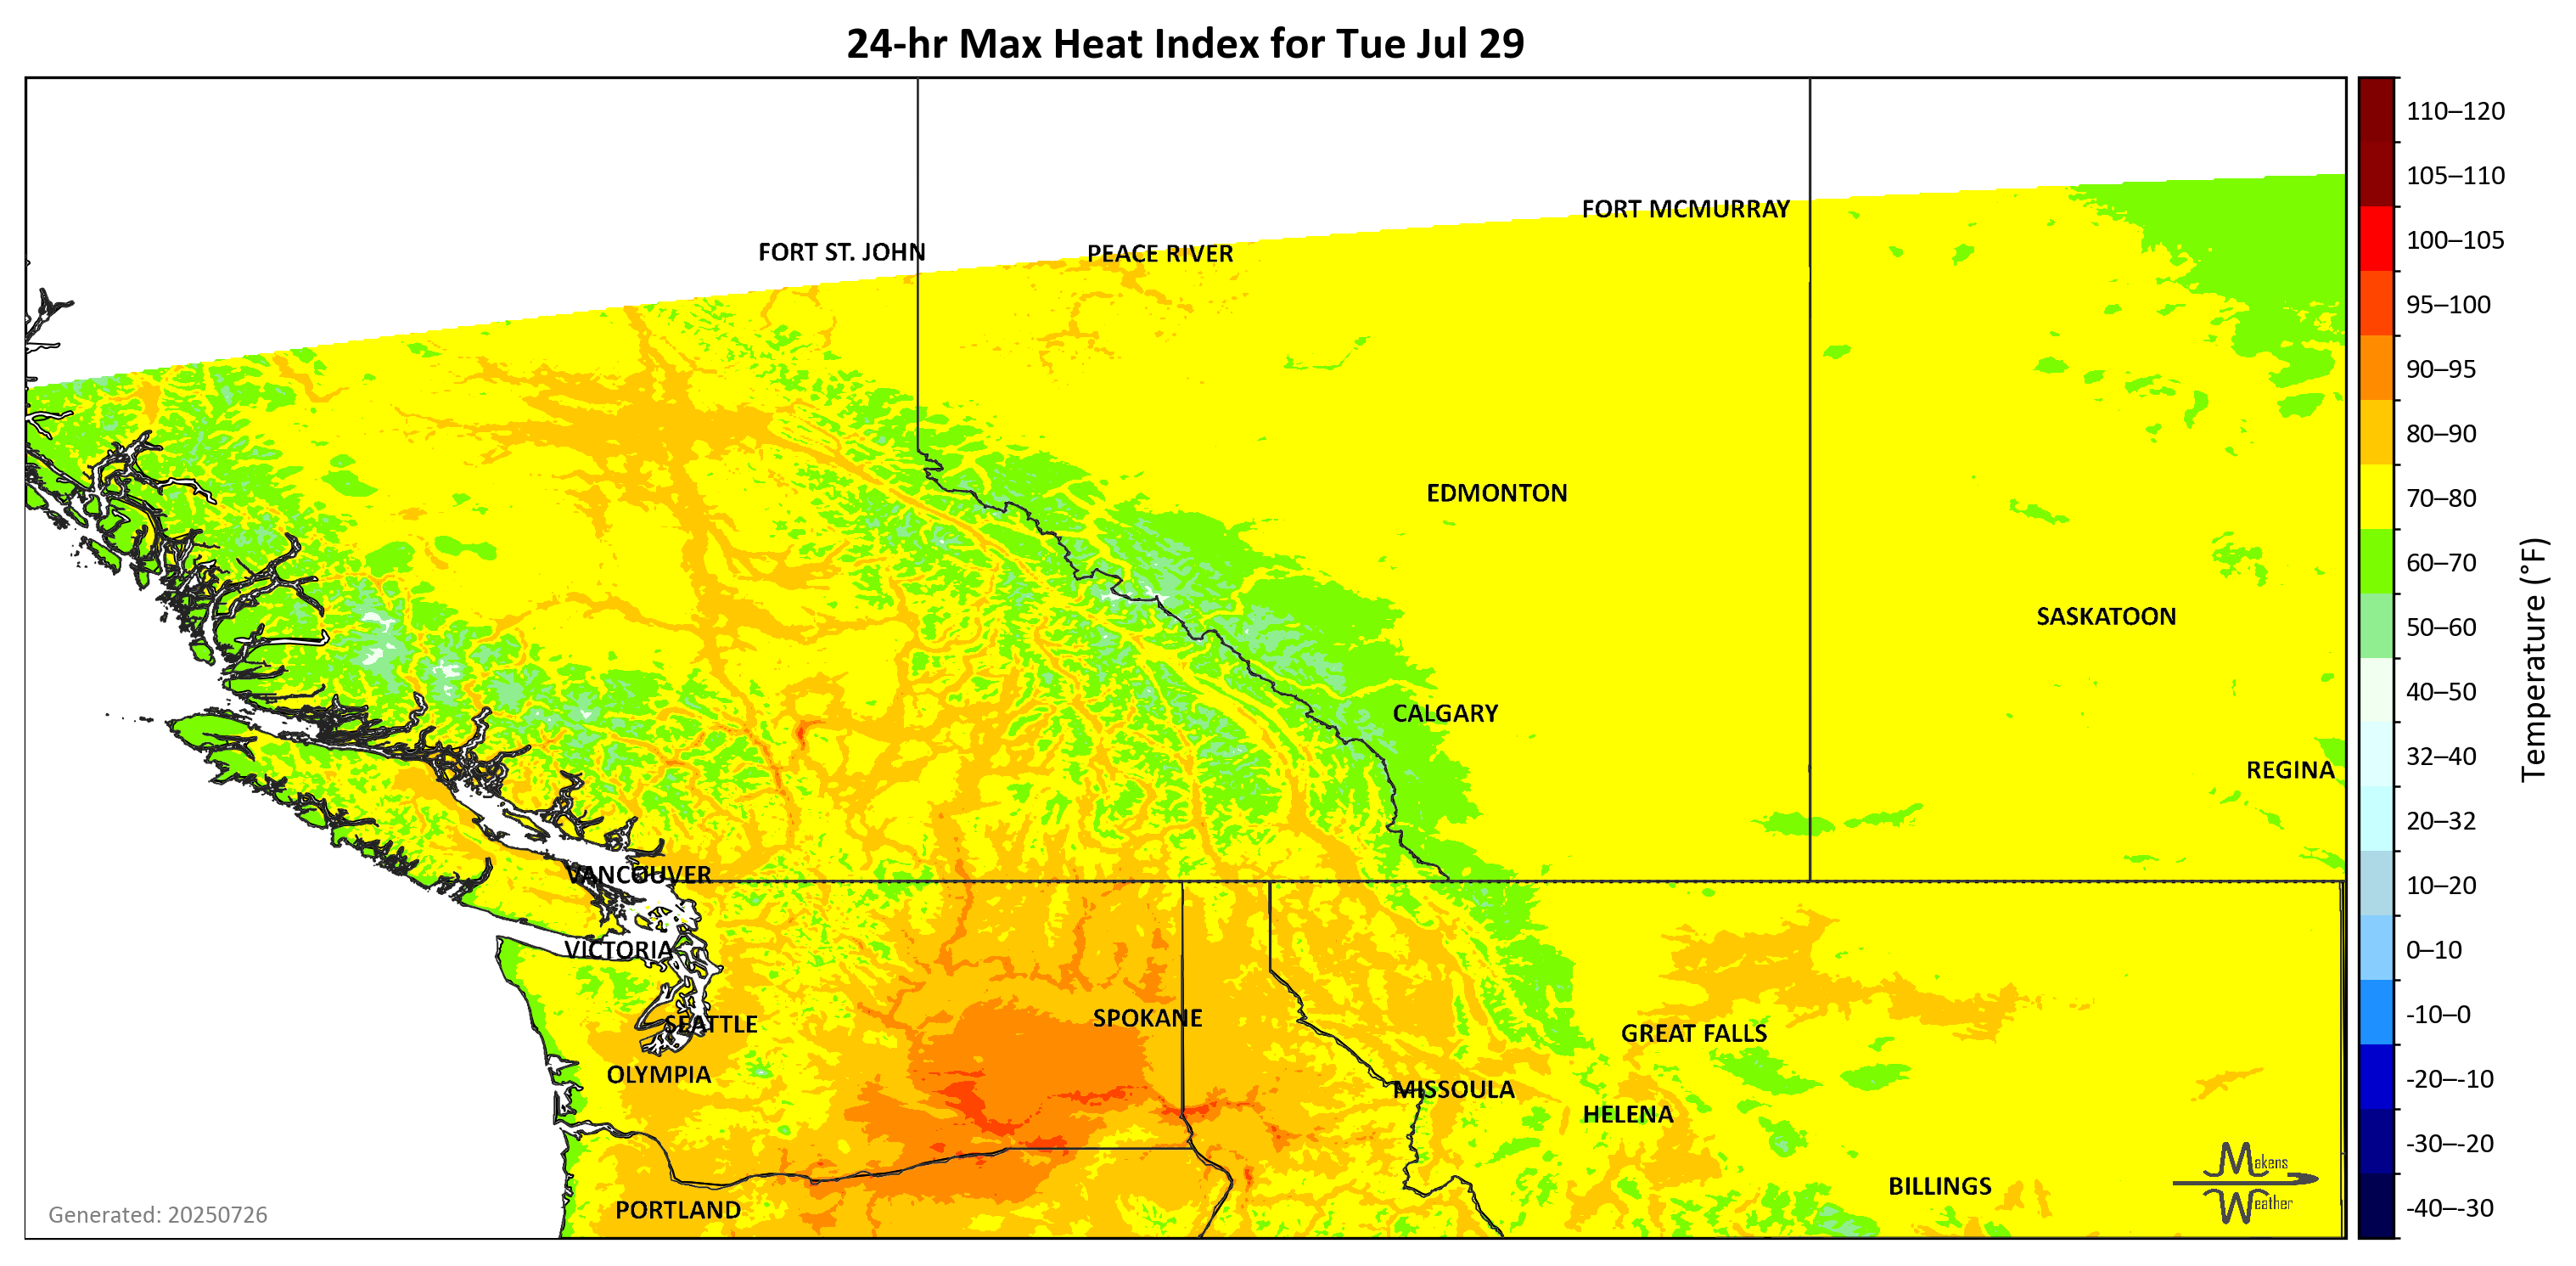 24-hr Max Heat Index for Tue Jul 29
110–120
105–110
FORT MCMURRAY
100–105
FORT ST. JOHN
PEACE RIVER
95–100
90–95
80–90
EDMONTON
70–80
60–70
SASKATOON
50–60
Temperature (°F)
40–50
CALGARY
32–40
REGINA
20–32
VANCOUVER
10–20
VICTORIA
0–10
SPOKANE
-10–0
SEATTLE
GREAT FALLS
OLYMPIA
-20–-10
MISSOULA
HELENA
-30–-20
Makens
Weather
BILLINGS
-40–-30
PORTLAND
Generated: 20250726